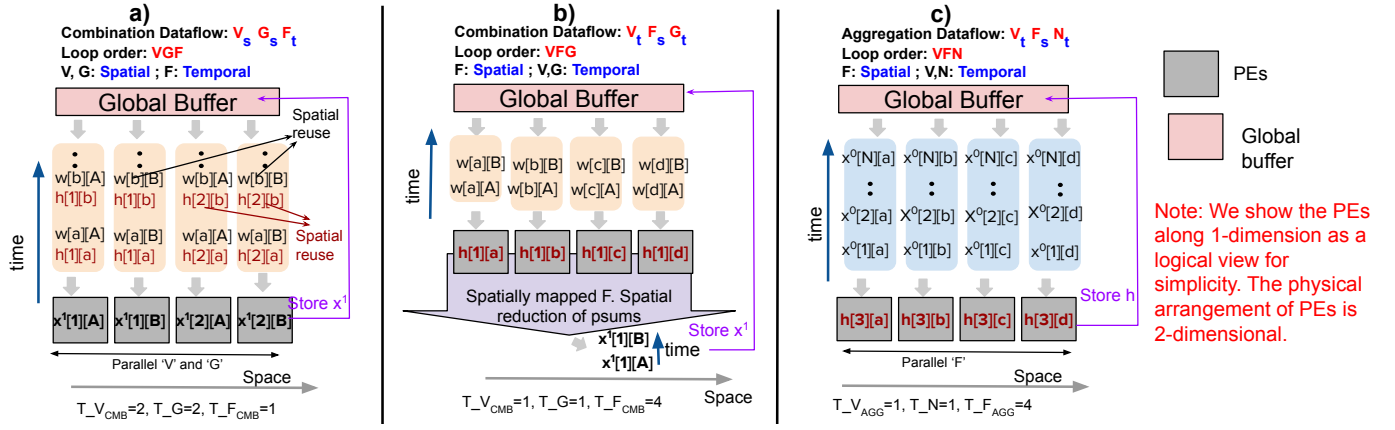 a)
Combination Dataflow: Vs Gs Ft
Loop order: VGF
V, G: Spatial ; F: Temporal
Global Buffer
Spatial
reuse
w[b][A] w[b][B] w[b][A] w[b][B]
h[1][b] h[1][b] h[2][b] h[2][b]
w[a][A] w[a][B] w[a][A] w[a][B]
h[1][a] h[1][a] h[2][a] h[2][a]
Spatial
reuse
time
Store x¹
x¹[1][A] x¹[1][B] x¹[2][A] x¹[2][B]
Parallel ‘V’ and ‘G’
Space
T_V_CMB=2, T_G=2, T_F_CMB=1
b)
Combination Dataflow: Vt Fs Gt
Loop order: VFG
F: Spatial ; V,G: Temporal
Global Buffer
w[a][B] w[b][B] w[c][B] w[d][B]
w[a][A] w[b][A] w[c][A] w[d][A]
time
h[1][a] h[1][b] h[1][c] h[1][d]
Spatially mapped F. Spatial
reduction of psums
Store x¹
x¹[1][B]
x¹[1][A]
time
Space
T_V_CMB=1, T_G=1, T_F_CMB=4
c)
Aggregation Dataflow: Vt Fs Nt
Loop order: VFN
F: Spatial ; V,N: Temporal
Global Buffer
x⁰[N][a] x⁰[N][b] x⁰[N][c] x⁰[N][d]
x⁰[2][a] x⁰[2][b] X⁰[2][c] X⁰[2][d]
x⁰[1][a] x⁰[1][b] x⁰[1][c] x⁰[1][d]
time
Store h
h[3][a] h[3][b] h[3][c] h[3][d]
Parallel ‘F’
Space
T_V_AGG=1, T_N=1, T_F_AGG=4
PEs
Global
buffer
Note: We show the PEs
along 1-dimension as a
logical view for
simplicity. The physical
arrangement of PEs is
2-dimensional.